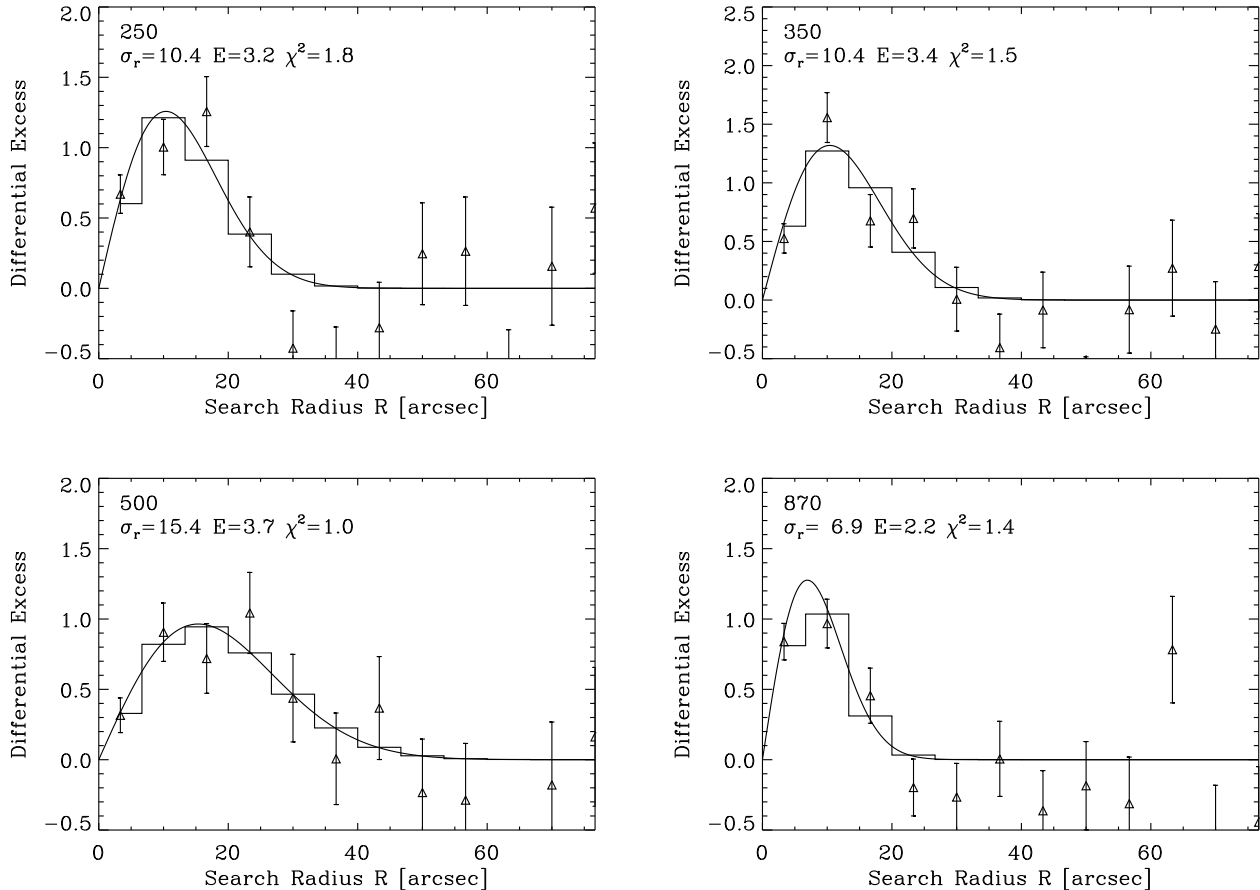 250
σr=10.4 E=3.2 χ²=1.8
Differential Excess
2.0
1.5
1.0
0.5
0.0
−0.5
0 20 40 60
Search Radius R [arcsec]
350
σr=10.4 E=3.4 χ²=1.5
Differential Excess
2.5
2.0
1.5
1.0
0.5
0.0
−0.5
0 20 40 60
Search Radius R [arcsec]
500
σr=15.4 E=3.7 χ²=1.0
Differential Excess
2.0
1.5
1.0
0.5
0.0
−0.5
0 20 40 60
Search Radius R [arcsec]
870
σr= 6.9 E=2.2 χ²=1.4
Differential Excess
2.0
1.5
1.0
0.5
0.0
−0.5
0 20 40 60
Search Radius R [arcsec]